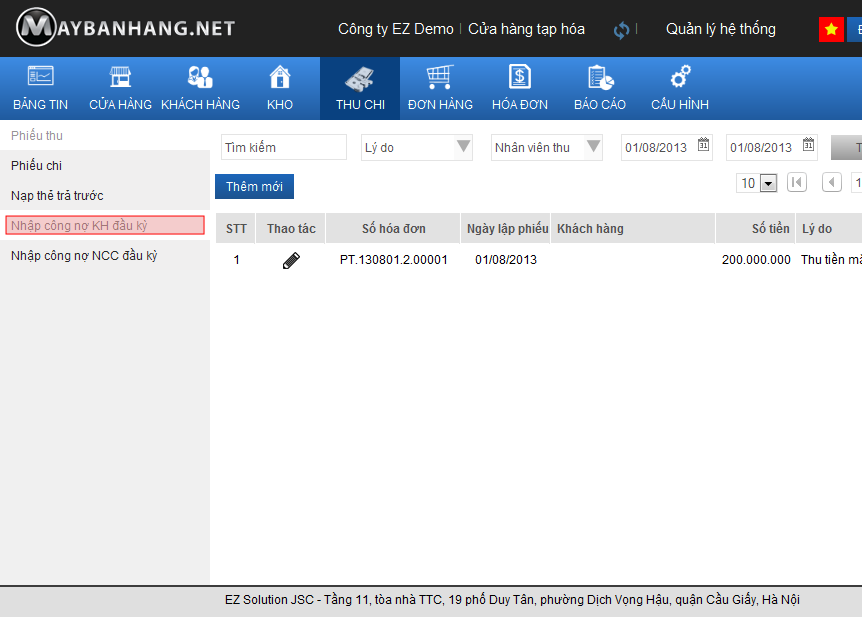 MAYBANHANG.NET
Công ty EZ Demo | Cửa hàng tạp hóa
Quản lý hệ thống
BẢNG TIN
CỬA HÀNG
KHÁCH HÀNG
KHO
THU CHI
ĐƠN HÀNG
HÓA ĐƠN
BÁO CÁO
CẤU HÌNH
Phiếu thu
Phiếu chi
Nạp thẻ trả trước
Nhập công nợ KH đầu kỳ
Nhập công nợ NCC đầu kỳ
Tìm kiếm
Lý do
Nhân viên thu
01/08/2013
01/08/2013
Thêm mới
10
STT Thao tác Số hóa đơn Ngày lập phiếu Khách hàng Số tiền Lý do
1 PT.130801.2.00001 01/08/2013 200.000.000 Thu tiền
EZ Solution JSC - Tầng 11, tòa nhà TTC, 19 phố Duy Tân, phường Dịch Vọng Hậu, quận Cầu Giấy, Hà Nội